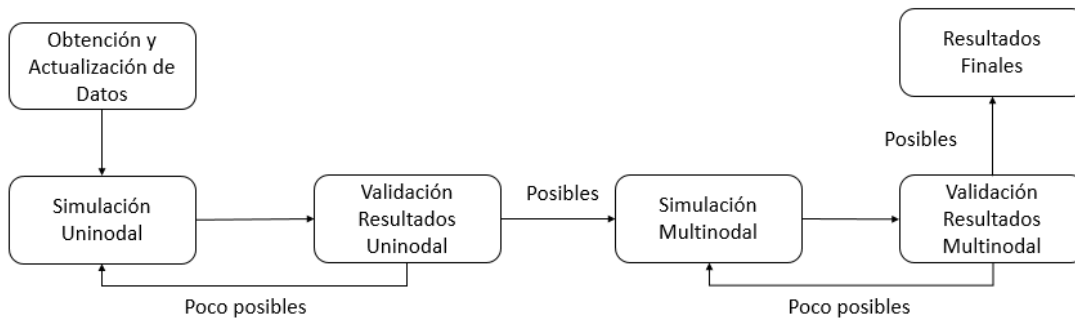 Obtención y
Actualización de
Datos
Resultados
Finales
Posibles
Simulación
Uninodal
Validación
Resultados
Uninodal
Posibles
Simulación
Multinodal
Validación
Resultados
Multinodal
Poco posibles
Poco posibles